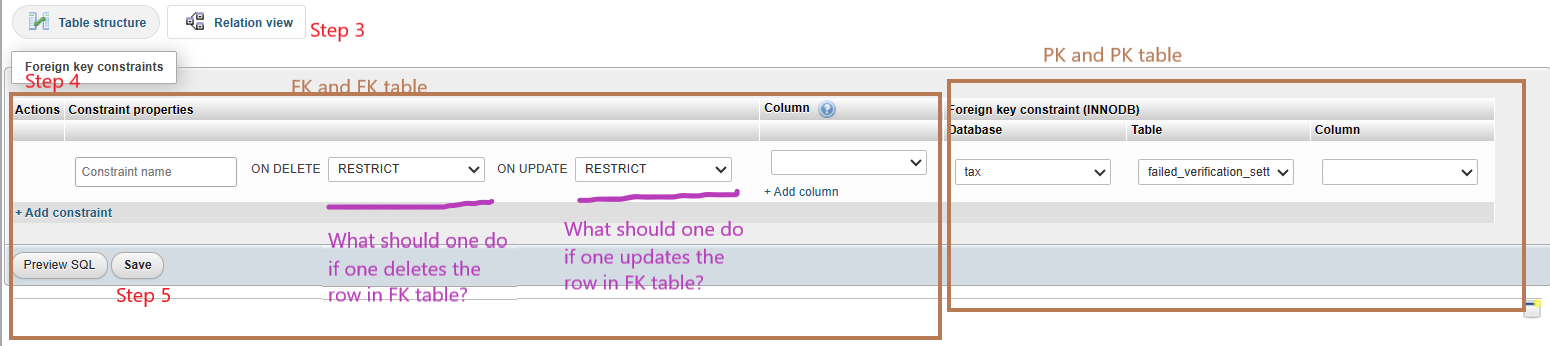 Table structure
Relation view
Step 3
Foreign key constraints
Step 4
FK and FK table
PK and PK table
Actions
Constraint properties
Column
Foreign key constraint (INNODB)
Database
Table
Column
Constraint name
ON DELETE
RESTRICT
ON UPDATE
RESTRICT
tax
failed_verification_sett
+ Add column
+ Add constraint
What should one do
if one deletes the
row in FK table?
What should one do
if one updates the
row in FK table?
Preview SQL
Save
Step 5